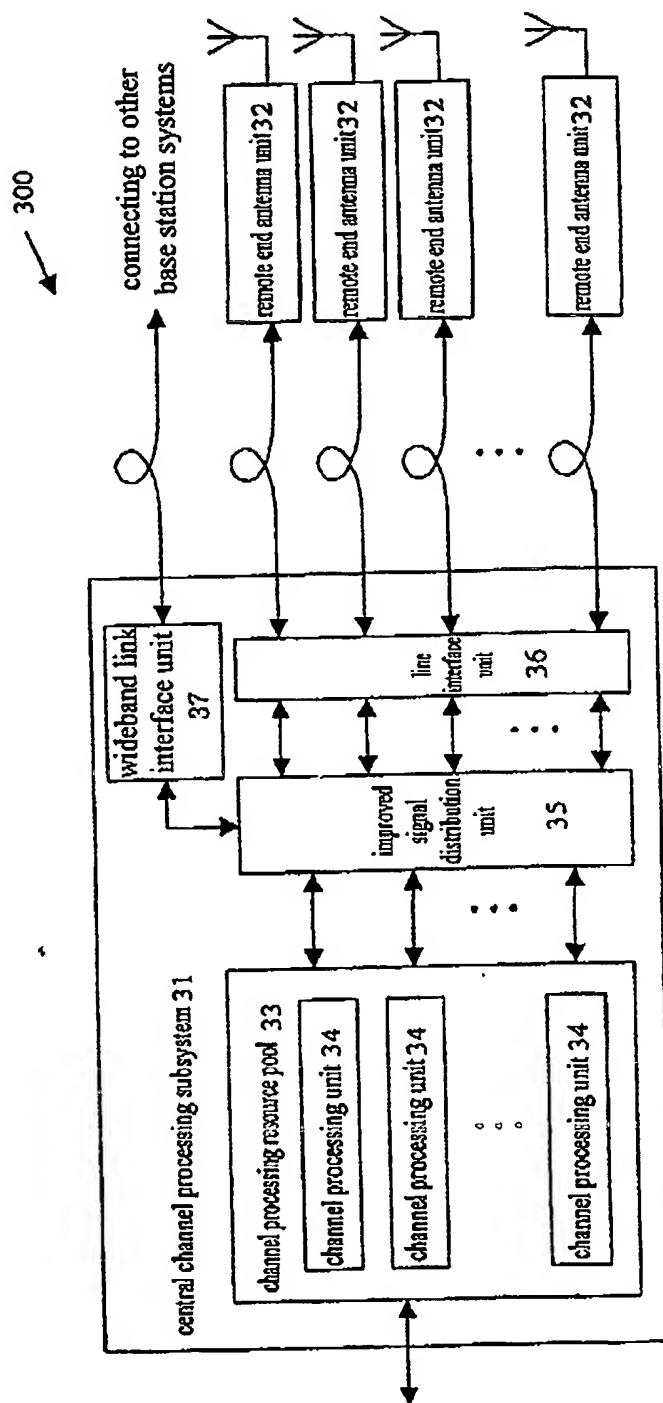 300
connecting to other
base station systems
wideband link
interface unit
37
remote end antenna unit32
remote end antenna unit32
remote end antenna unit32
remote end antenna unit32
central channel processing subsystem 31
channel processing resource pool 33
channel processing unit 34
channel processing unit 34
channel processing unit 34
improved
signal
distribution
unit
35
line
interface
unit
36